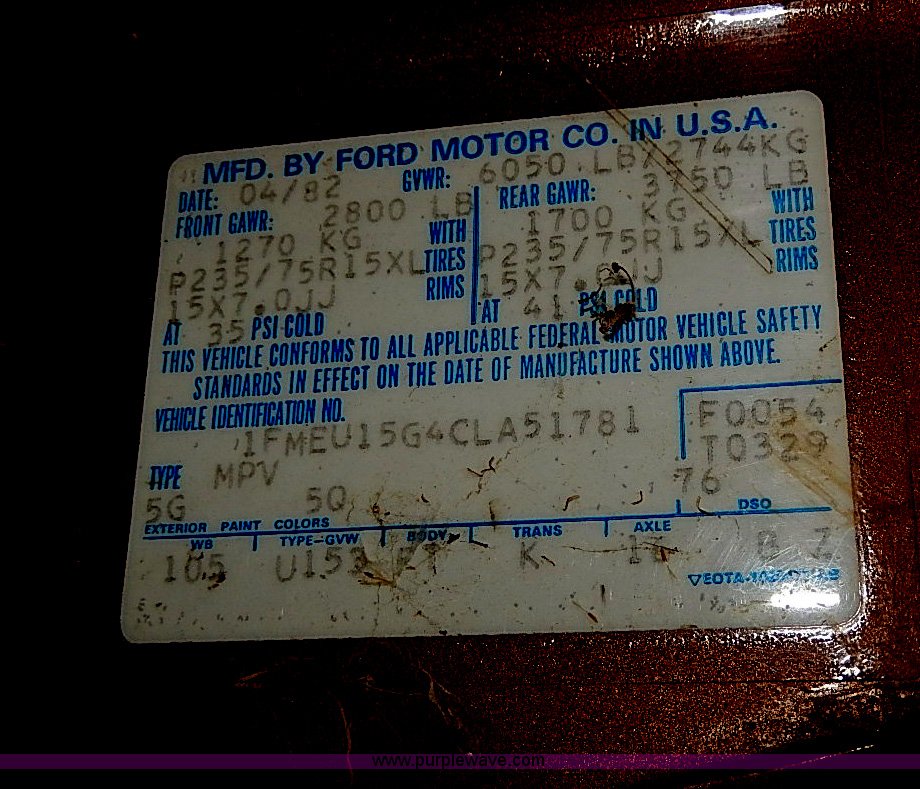 MFD. BY FORD MOTOR CO. IN U.S.A.
DATE: 04/82 GVWR: 6050 LB/2744KG
FRONT GAWR: 2800 LB REAR GAWR: 3750 LB
1270 KG WITH 1700 KG WITH
P235/75R15XL TIRES P235/75R15XL TIRES
15X7.0JJ RIMS 15X7.0JJ RIMS
AT 35 PSI COLD AT 41 PSI COLD
THIS VEHICLE CONFORMS TO ALL APPLICABLE FEDERAL MOTOR VEHICLE SAFETY
STANDARDS IN EFFECT ON THE DATE OF MANUFACTURE SHOWN ABOVE.
VEHICLE IDENTIFICATION NO.
1FMEU15G4CLA51781 F0054
T0329
TYPE MPV 76
5G 5Q
EXTERIOR PAINT COLORS DSO
WB TYPE-GVW BODY TRANS AXLE
105 U153 K B Z
www.purplewave.com